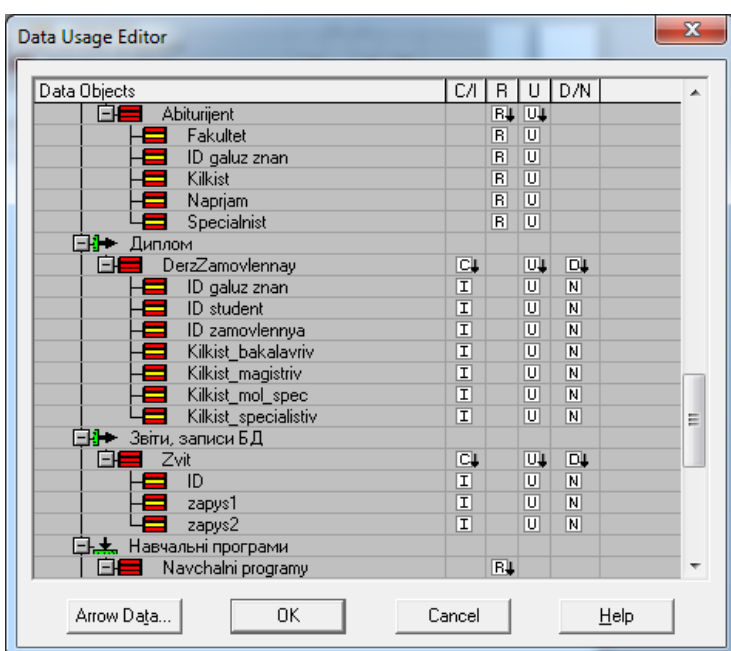 Data Usage Editor
Data Objects C/I R U D/N
Abiturijent R U
Fakultet R U
ID galuz znan R U
Kilkist R U
Naprjam R U
Specialnist R U
Диплом
DerzZamovlennay C U D
ID galuz znan I U N
ID student I U N
ID zamovlennya I U N
Kilkist_bakalavriv I U N
Kilkist_magistriv I U N
Kilkist_mol_spec I U N
Kilkist_specialistiv I U N
Звіти, записи БД
Zvit C U D
ID I U N
zapys1 I U N
zapys2 I U N
Навчальні програми
Navchalni programy R
Arrow Data... OK Cancel Help